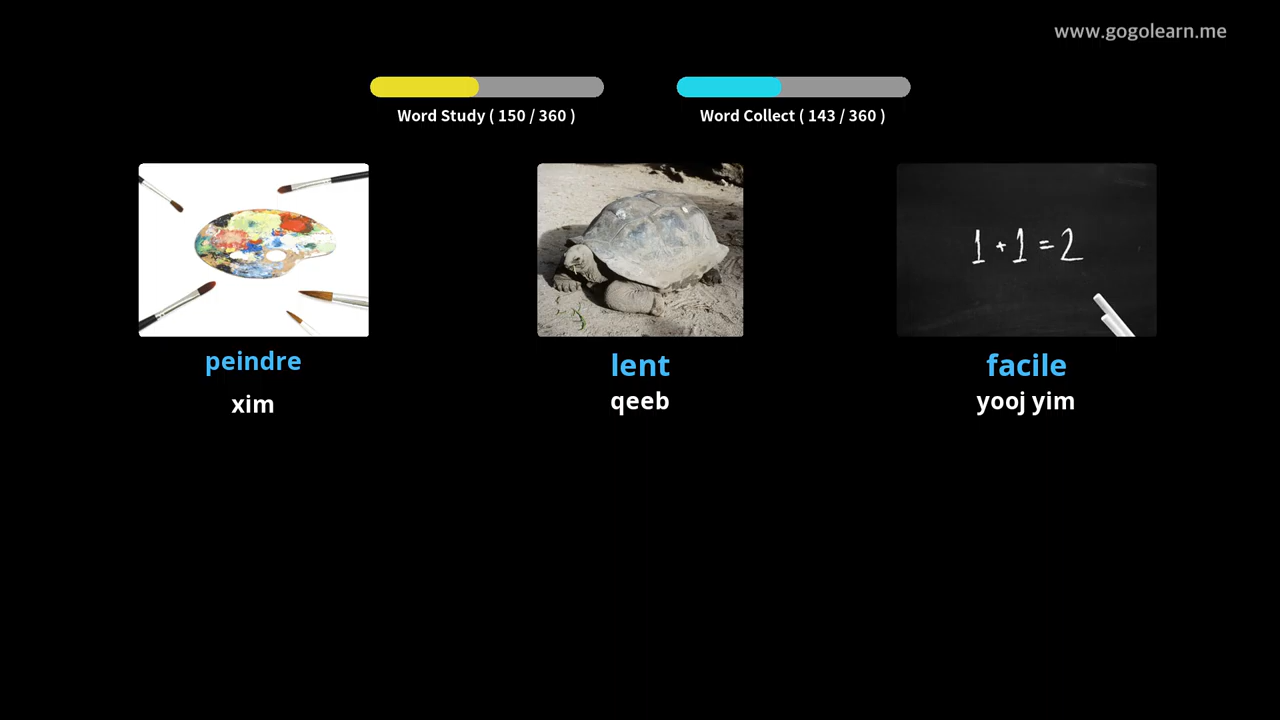 www.gogolearn.me
Word Study ( 150 / 360 )
Word Collect ( 143 / 360 )
1 + 1 = 2
peindre
xim
lent
qeeb
facile
yooj yim